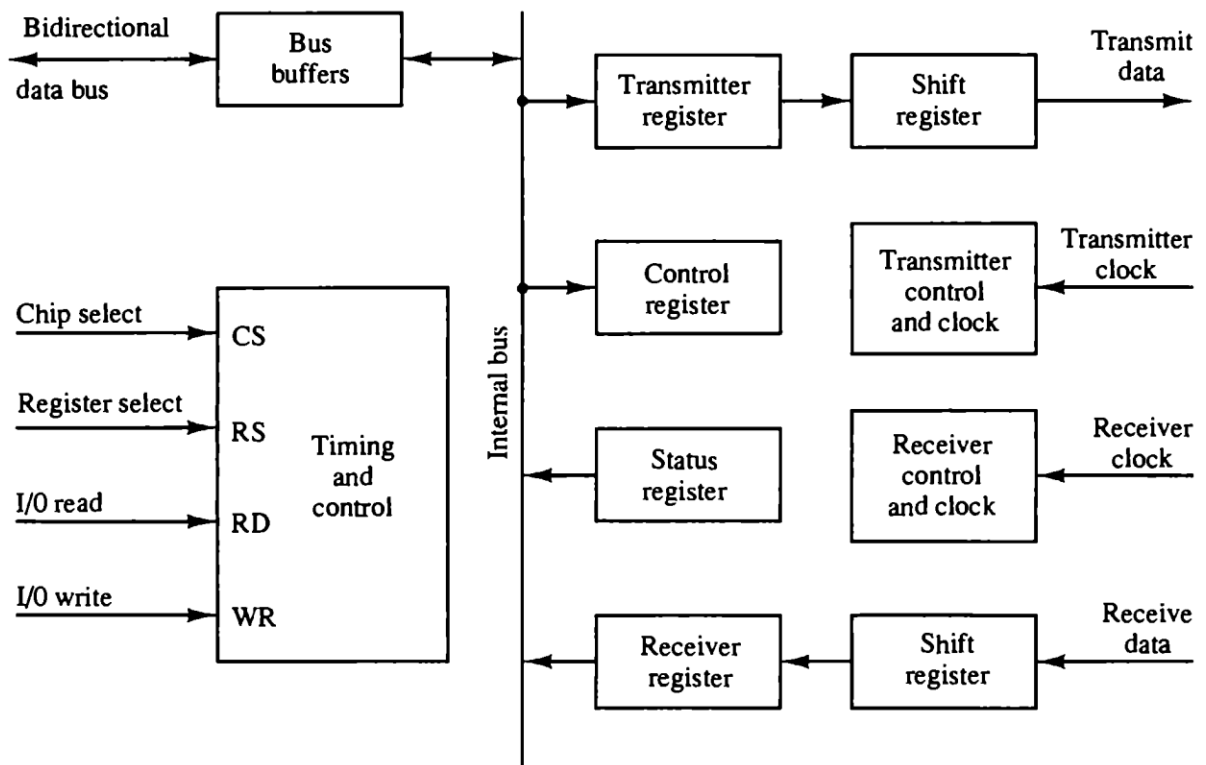 Bidirectional
data bus
Bus
buffers
Transmitter
register
Shift
register
Transmit
data
Control
register
Transmitter
control
and clock
Transmitter
clock
Internal bus
Chip select
CS
Register select
RS
Timing
and
control
I/O read
RD
I/O write
WR
Status
register
Receiver
control
and clock
Receiver
clock
Receiver
register
Shift
register
Receive
data